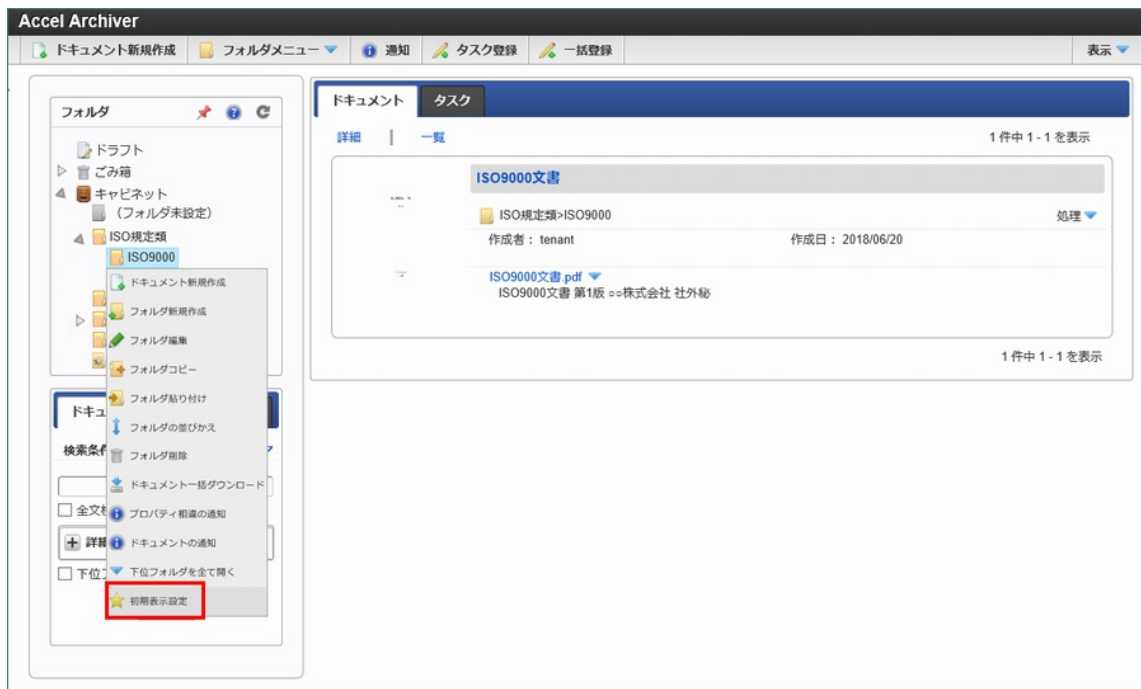 Accel Archiver
ドキュメント新規作成 フォルダメニュー 通知 タスク登録 一括登録 表示
フォルダ
ドラフト
ごみ箱
キャビネット
(フォルダ未設定)
ISO規定類
ISO9000
ドキュメント新規作成
フォルダ新規作成
フォルダ編集
フォルダコピー
フォルダ貼り付け
フォルダの並びかえ
フォルダ削除
ドキュメント一括ダウンロード
プロパティ相違の通知
ドキュメントの通知
下位フォルダを全て開く
初期表示設定
ドキュ
検索条件
全文検
詳細
下位フ
ドキュメント タスク
詳細 | 一覧 1 件中 1 - 1 を表示
ISO9000文書
ISO規定類>ISO9000 処理
作成者: tenant 作成日: 2018/06/20
ISO9000文書.pdf
ISO9000文書 第1版 ○○株式会社 社外秘
1 件中 1 - 1 を表示